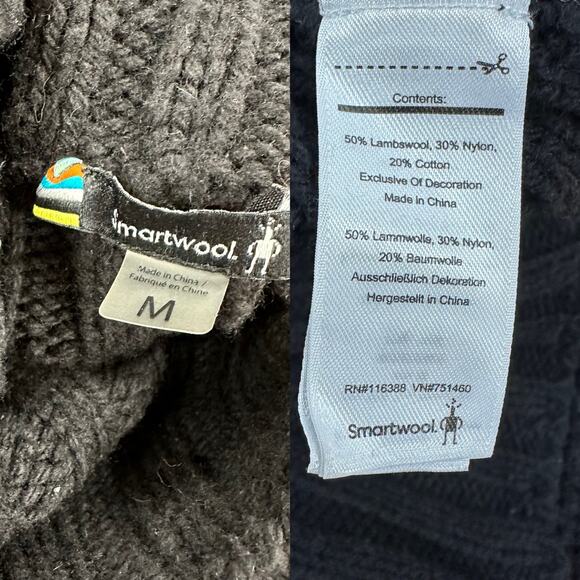 Smartwool.
Made in China /
Fabriqué en Chine
M
Contents:
50% Lambswool, 30% Nylon,
20% Cotton
Exclusive Of Decoration
Made in China
50% Lammwolle, 30% Nylon,
20% Baumwolle
Ausschließlich Dekoration
Hergestellt in China
RN#116388 VN#751460
Smartwool.